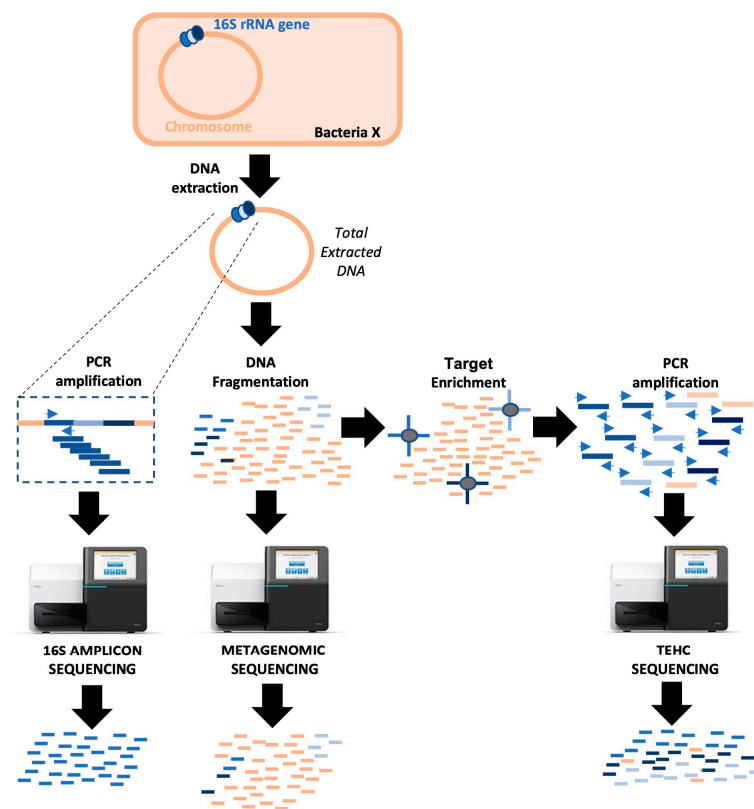 16S rRNA gene
Chromosome
Bacteria X
DNA
extraction
Total
Extracted
DNA
PCR
amplification
DNA
Fragmentation
Target
Enrichment
PCR
amplification
16S AMPLICON
SEQUENCING
METAGENOMIC
SEQUENCING
TEHC
SEQUENCING